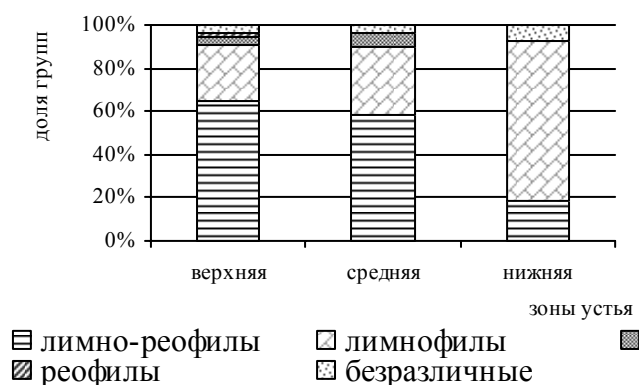 100%
80%
60%
40%
20%
0%
доля групп
верхняя средняя нижняя
зоны устья
лимно-реофилы лимнофилы
реофилы безразличные